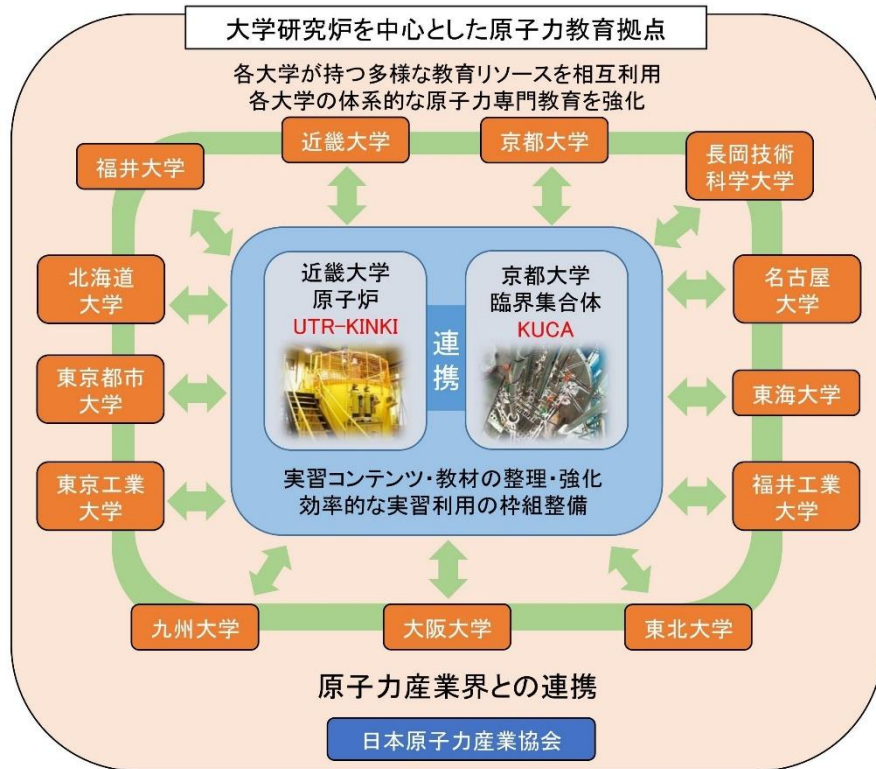 大学研究炉を中心とした原子力教育拠点
各大学が持つ多様な教育リソースを相互利用
各大学の体系的な原子力専門教育を強化
近畿大学
京都大学
福井大学
長岡技術
科学大学
北海道
大学
名古屋
大学
東京都市
大学
東海大学
東京工業
大学
福井工業
大学
近畿大学
原子炉
UTR-KINKI
連携
京都大学
臨界集合体
KUCA
実習コンテンツ・教材の整理・強化
効率的な実習利用の枠組整備
九州大学
大阪大学
東北大学
原子力産業界との連携
日本原子力産業協会